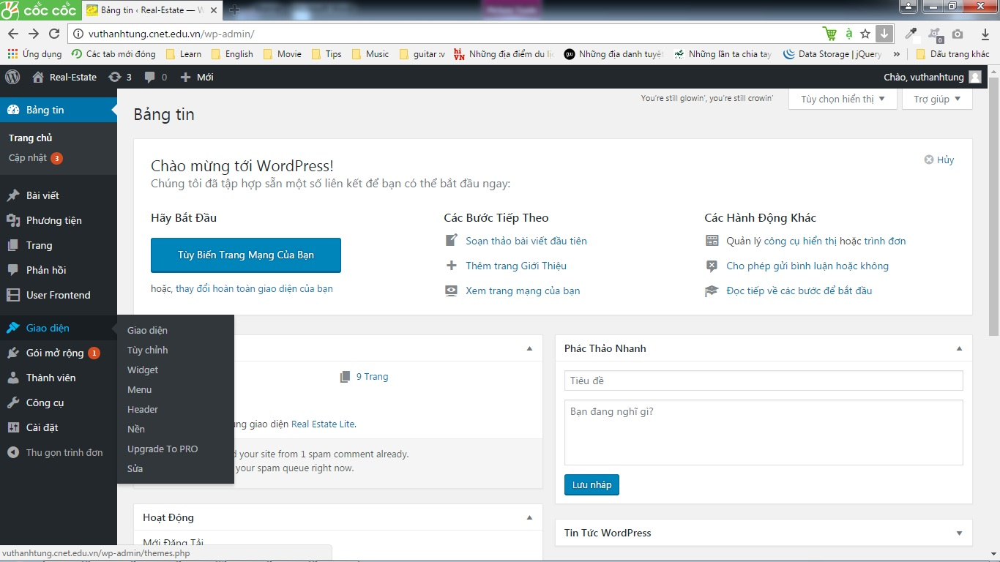 cốc cốc
Bảng tin ‹ Real-Estate — W
vuthanhtung.cnet.edu.vn/wp-admin/
Ứng dụng Các tab mới đóng Learn English Movie Tips Music guitar :v Những địa điểm du lị Những địa danh tuyệt Những lần ta chia tay Data Storage | jQuery » Dấu trang khác
Real-Estate 3 0 Mới Chào, vuthanhtung
Bảng tin
Trang chủ
Cập nhật 3
Bài viết
Phương tiện
Trang
Phản hồi
User Frontend
Giao diện
Gói mở rộng 1
Thành viên
Công cụ
Cài đặt
Thu gọn trình đơn
Giao diện
Tùy chỉnh
Widget
Menu
Header
Nền
Upgrade To PRO
Sửa
You're still glowin', you're still crowin'
Tùy chọn hiển thị
Trợ giúp
Bảng tin
Chào mừng tới WordPress!
Hủy
Chúng tôi đã tập hợp sẵn một số liên kết để bạn có thể bắt đầu ngay:
Hãy Bắt Đầu
Tùy Biến Trang Mạng Của Bạn
hoặc, thay đổi hoàn toàn giao diện của bạn
Các Bước Tiếp Theo
Soạn thảo bài viết đầu tiên
Thêm trang Giới Thiệu
Xem trang mạng của bạn
Các Hành Động Khác
Quản lý công cụ hiển thị hoặc trình đơn
Cho phép gửi bình luận hoặc không
Đọc tiếp về các bước để bắt đầu
9 Trang
ung giao diện Real Estate Lite.
d your site from 1 spam comment already.
your spam queue right now.
Hoạt Động
Mới Đăng Tải
Phác Thảo Nhanh
Tiêu đề
Bạn đang nghĩ gì?
Lưu nháp
Tin Tức WordPress
vuthanhtung.cnet.edu.vn/wp-admin/themes.php